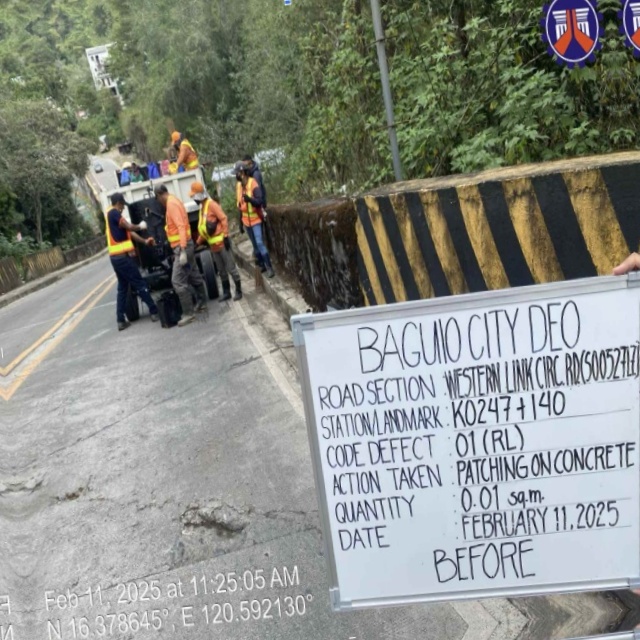 BAGUIO CITY DEO
ROAD SECTION : WESTERN LINK CIRC. RD(S00527LZ)
STATION/LANDMARK : K0247+140
CODE DEFECT : 01 (RL)
ACTION TAKEN : PATCHING ON CONCRETE
QUANTITY : 0.01 sq.m.
DATE : FEBRUARY 11, 2025
BEFORE
Feb 11, 2025 at 11:25:05 AM
N 16.378645°, E 120.592130°